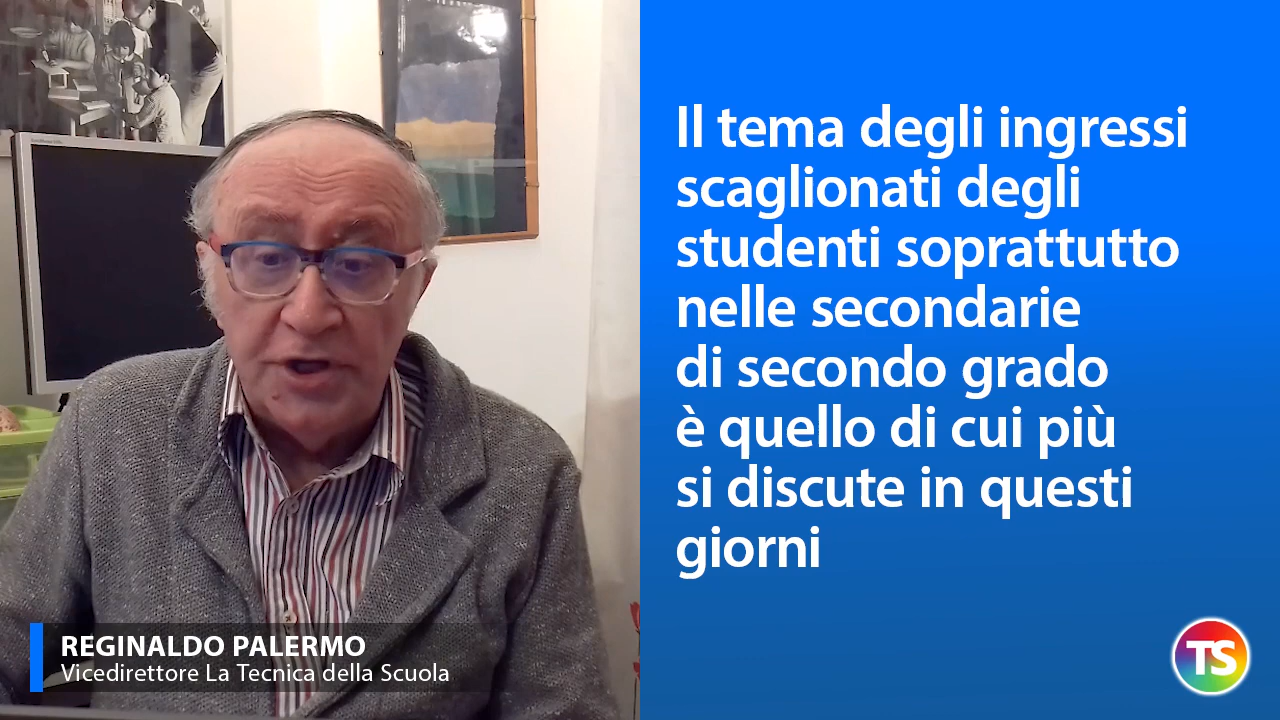 Il tema degli ingressi
scaglionati degli
studenti soprattutto
nelle secondarie
di secondo grado
è quello di cui più
si discute in questi
giorni
REGINALDO PALERMO
Vicedirettore La Tecnica della Scuola
TS